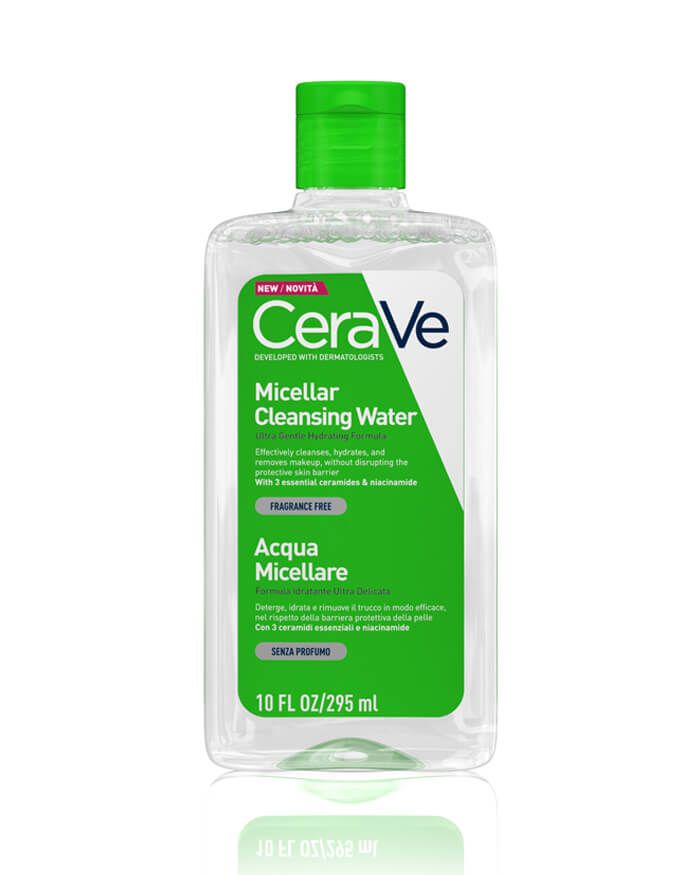 NEW / NOVITÀ
CeraVe
DEVELOPED WITH DERMATOLOGISTS
Micellar
Cleansing Water
Ultra Gentle Hydrating Formula
Effectively cleanses, hydrates, and
removes makeup, without disrupting the
protective skin barrier
With 3 essential ceramides & niacinamide
FRAGRANCE FREE
Acqua
Micellare
Formula idratante Ultra Delicata
Deterge, idrata e rimuove il trucco in modo efficace,
nel rispetto della barriera protettiva della pelle
Con 3 ceramidi essenziali e niacinamide
SENZA PROFUMO
10 FL OZ/295 ml